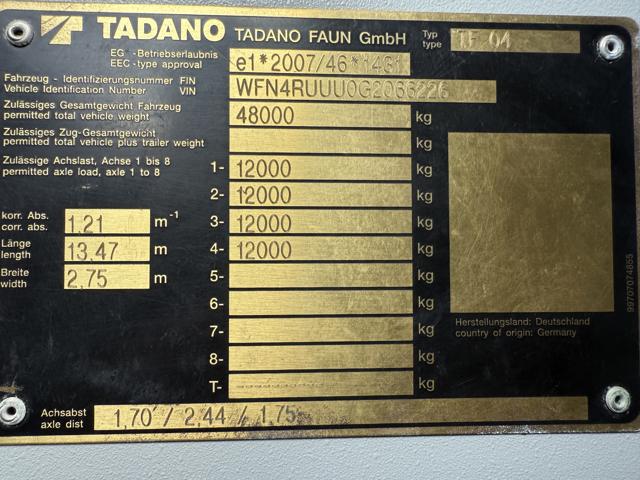 TADANO TADANO FAUN GmbH Typ type TF 04
EG -Betriebserlaubnis
EEC-type approval e1*2007/46*1431
Fahrzeug - Identifizierungsnummer FIN
Vehicle Identification Number VIN WFN4RUUU0G2066226
Zulässiges Gesamtgewicht Fahrzeug
permitted total vehicle weight 48000 kg
Zulässiges Zug-Gesamtgewicht
permitted total vehicle plus trailer weight kg
Zulässige Achslast, Achse 1 bis 8
permitted axle load, axle 1 to 8
1- 12000 kg
2- 12000 kg
3- 12000 kg
4- 12000 kg
5- kg
6- kg
7- kg
8- kg
T- kg
korr. Abs.
corr. abs. 1,21 m-1
Länge
length 13,47 m
Breite
width 2,75 m
Herstellungsland: Deutschland
country of origin: Germany
99707074855
Achsabst
axle dist 1,70 / 2,44 / 1,75